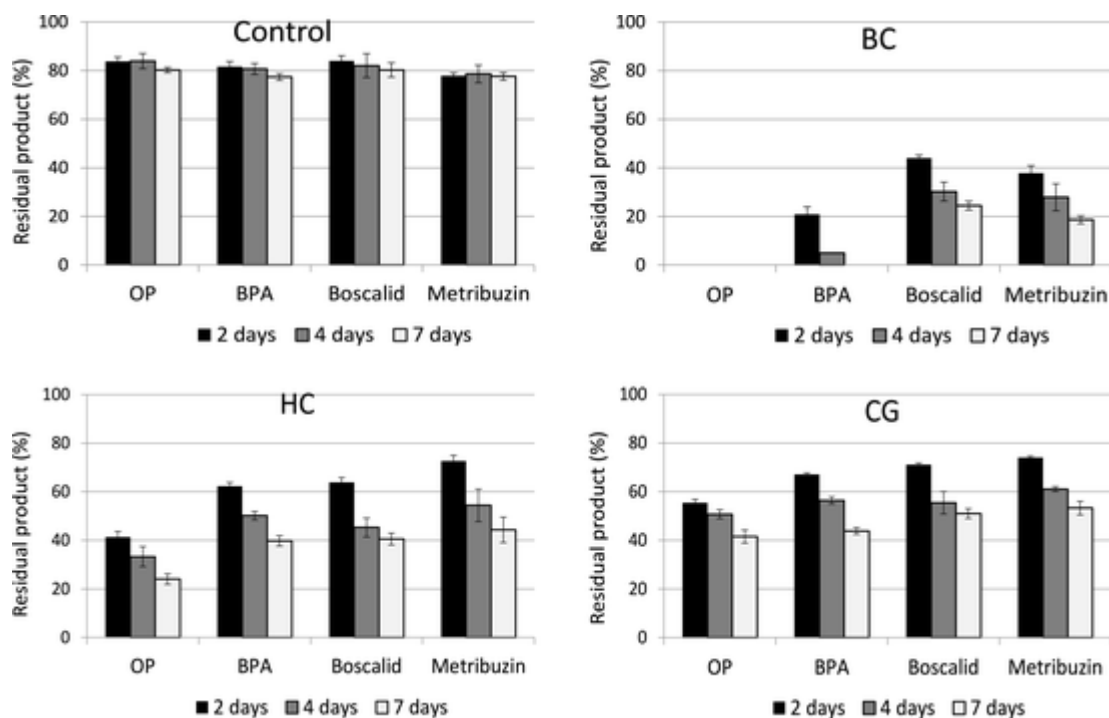 Control
Residual product (%)
100
80
60
40
20
0
OP BPA Boscalid Metribuzin
2 days 4 days 7 days
BC
Residual product (%)
100
80
60
40
20
0
OP BPA Boscalid Metribuzin
2 days 4 days 7 days
HC
Residual product (%)
100
80
60
40
20
0
OP BPA Boscalid Metribuzin
2 days 4 days 7 days
CG
Residual product (%)
100
80
60
40
20
0
OP BPA Boscalid Metribuzin
2 days 4 days 7 days